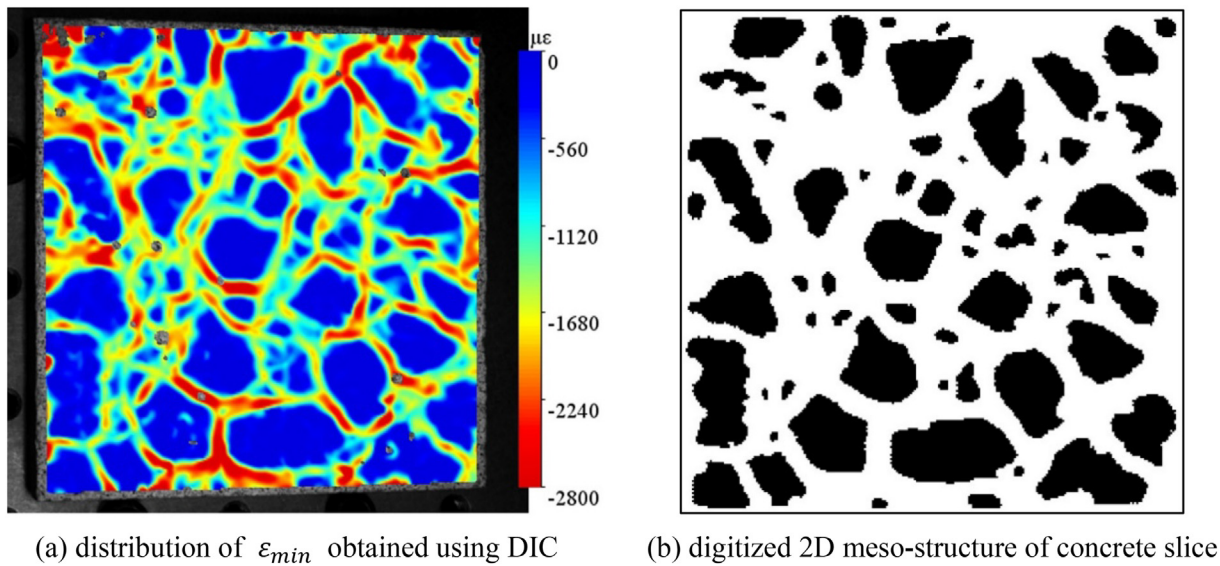 με
0
-560
-1120
-1680
-2240
-2800
(a) distribution of ε_min obtained using DIC
(b) digitized 2D meso-structure of concrete slice